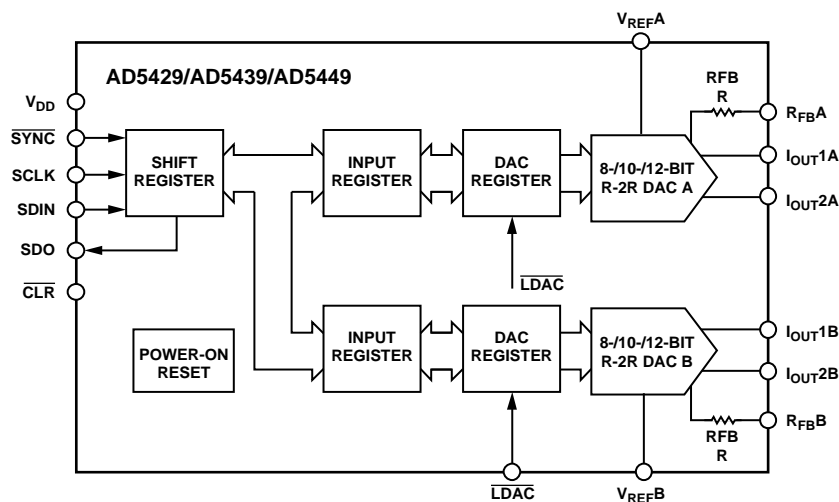 VREFA
AD5429/AD5439/AD5449
RFB
R
VDD
RFBA
SYNC
SHIFT
REGISTER
INPUT
REGISTER
DAC
REGISTER
8-/10-/12-BIT
R-2R DAC A
IOUT1A
SCLK
SDIN
IOUT2A
SDO
LDAC
CLR
POWER-ON
RESET
INPUT
REGISTER
DAC
REGISTER
8-/10-/12-BIT
R-2R DAC B
IOUT1B
IOUT2B
RFBB
RFB
R
LDAC
VREFB